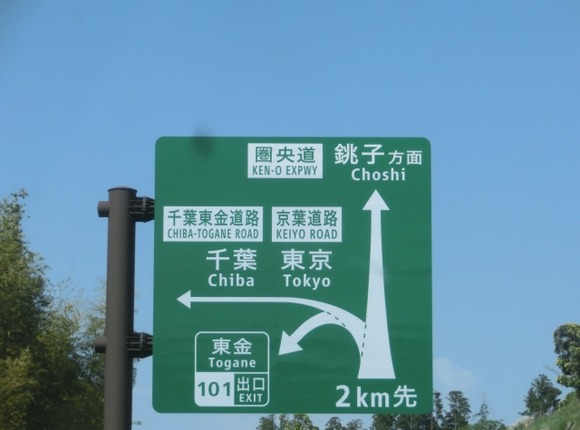 圏央道
KEN-O EXPWY
銚子方面
Choshi
千葉東金道路
CHIBA-TOGANE ROAD
京葉道路
KEIYO ROAD
千葉
Chiba
東京
Tokyo
東金
Togane
101 出口
EXIT
2km先